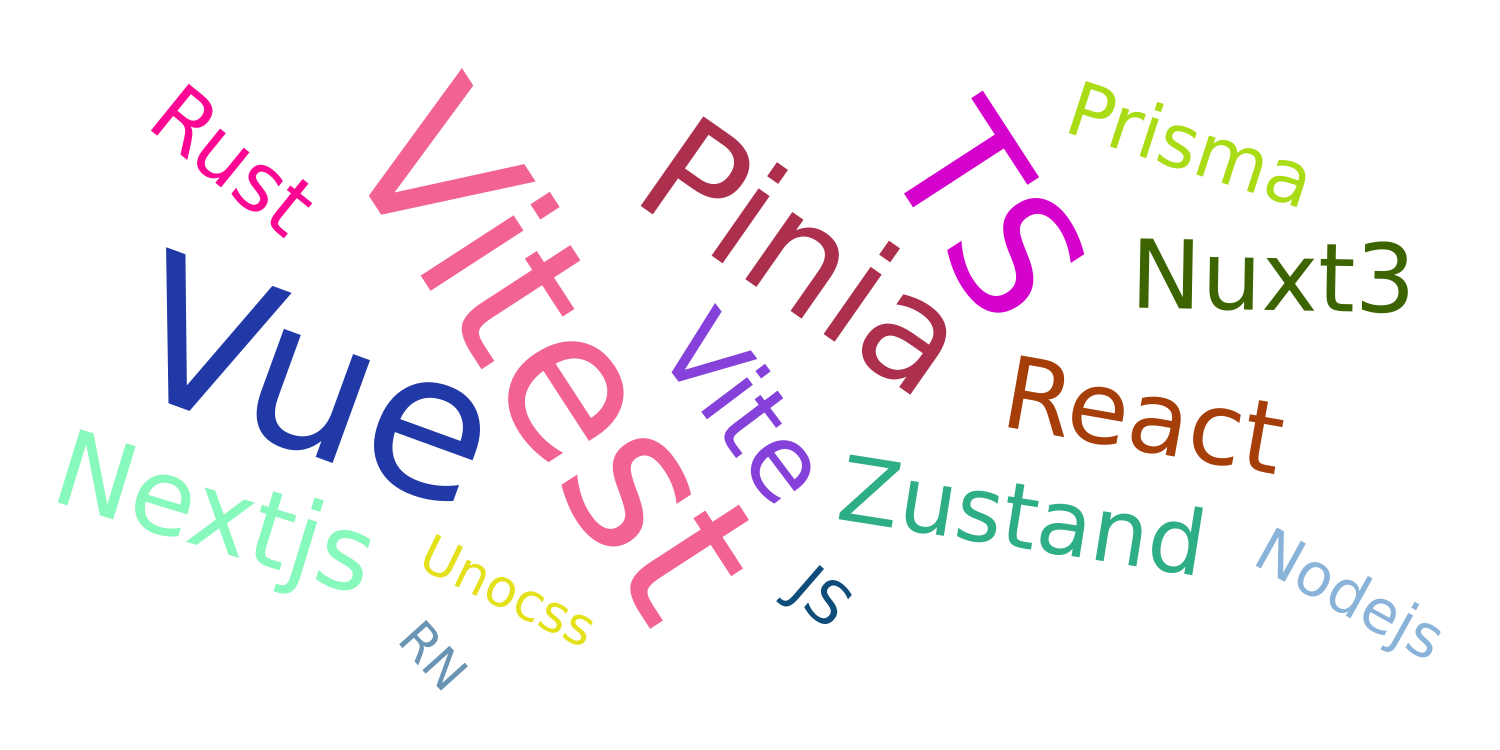 Rust
Vitest
Pinia
TS
Prisma
Nuxt3
Vue
Vite
React
Nextjs
Zustand
Unocss
JS
Nodejs
RN